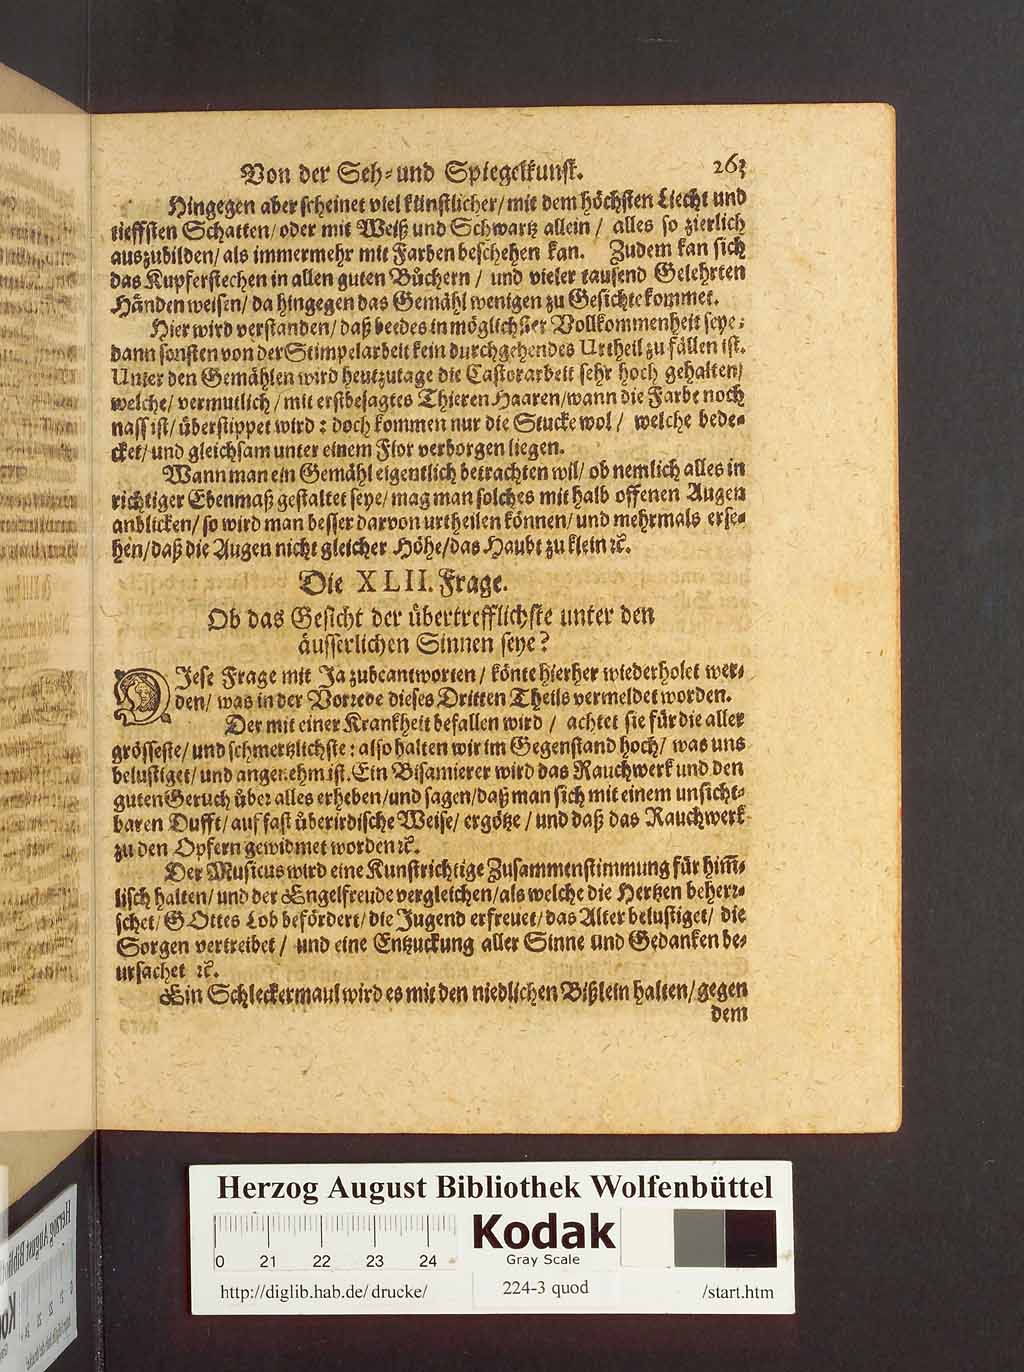 Von der Seh- und Spiegelkunst. 263
Hingegen aber scheinet viel künstlicher/ mit dem höchsten Liecht und
tieffsten Schatten/ oder mit Weiß und Schwartz allein/ alles so zierlich
auszubilden/ als immermehr mit Farben beschehen kan. Zudem kan sich
das Kupferstechen in allen guten Büchern/ und vieler tausend Gelehrten
Händen weisen/ da hingegen das Gemähl wenigen zu Gesichte kommet.
Hier wird verstanden/ daß beedes in möglichster Vollkommenheit seye;
dann sonsten von der Stimpelarbeit kein durchgehendes Urtheil zu fällen ist.
Unter den Gemählen wird heutzutage die Castorarbeit sehr hoch gehalten/
welche/ vermutlich/ mit erstbesagtes Thieren Haaren/ wann die Farbe noch
nass ist/ überstippet wird: doch kommen nur die Stucke wol/ welche bede-
cket/ und gleichsam unter einem Flor verborgen liegen.
Wann man ein Gemähl eigentlich betrachten wil/ ob nemlich alles in
richtiger Ebenmaß gestaltet seye/ mag man solches mit halb offenen Augen
anblicken/ so wird man besser darvon urtheilen können/ und mehrmals erse-
hen/ daß die Augen nicht gleicher Höhe/ das Haubt zu klein ꝛc.
Die XLII. Frage.
Ob das Gesicht der übertrefflichste unter den
äusserlichen Sinnen seye?
DIese Frage mit Ja zubeantworten/ könte hierher wiederholet wer-
den/ was in der Vorrede dieses Dritten Theils vermeldet worden.
Der mit einer Krankheit befallen wird/ achtet sie für die aller
grösseste/ und schmertzlichste: also halten wir im Gegenstand hoch/ was uns
belustiget/ und angenehm ist. Ein Bisamierer wird das Rauchwerk und den
guten Geruch über alles erheben/ und sagen/ daß man sich mit einem unsicht-
baren Dufft/ auf fast überirdische Weise/ ergötze/ und daß das Rauchwerk
zu den Opfern gewidmet worden ꝛc.
Der Musicus wird eine Kunstrichtige Zusammenstimmung für him̃-
lisch halten/ und der Engelfreude vergleichen/ als welche die Hertzen beherr-
schet/ GOttes Lob befördert/ die Jugend erfreuet/ das Alter belustiget/ die
Sorgen vertreibet/ und eine Entzuckung aller Sinne und Gedanken be-
ursachet ꝛc.
Ein Schleckermaul wird es mit den niedlichen Bißlein halten/ gegen
dem
Herzog August Bibliothek Wolfenbüttel
0 21 22 23 24
Kodak
Gray Scale
http://diglib.hab.de/drucke/ 224-3 quod /start.htm